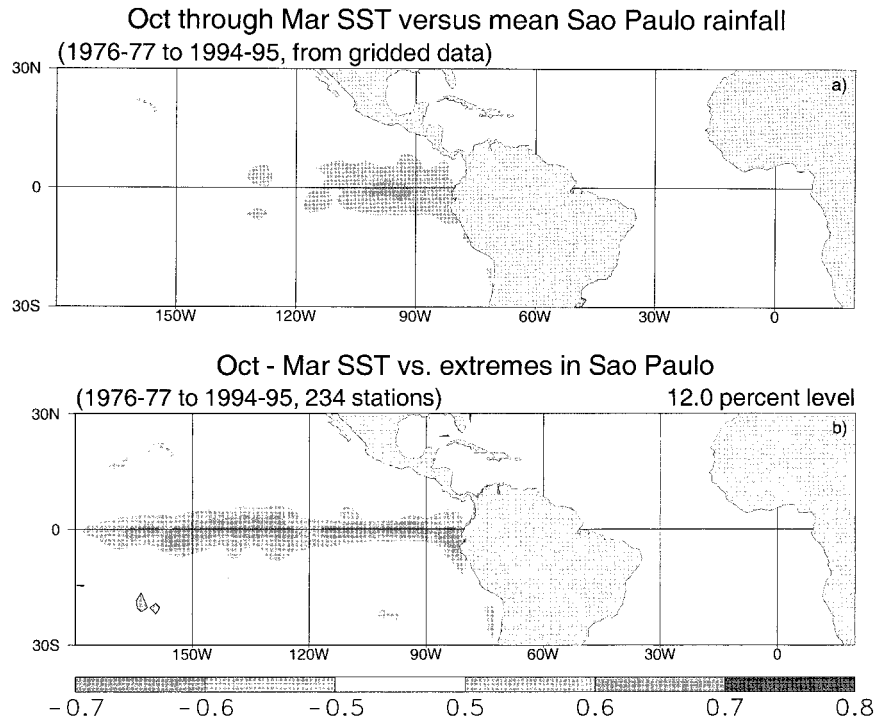 Oct through Mar SST versus mean Sao Paulo rainfall
(1976-77 to 1994-95, from gridded data)
30N
a)
0
30S
150W 120W 90W 60W 30W 0
Oct - Mar SST vs. extremes in Sao Paulo
(1976-77 to 1994-95, 234 stations) 12.0 percent level
30N
b)
0
30S
150W 120W 90W 60W 30W 0
-0.7 -0.6 -0.5 0.5 0.6 0.7 0.8